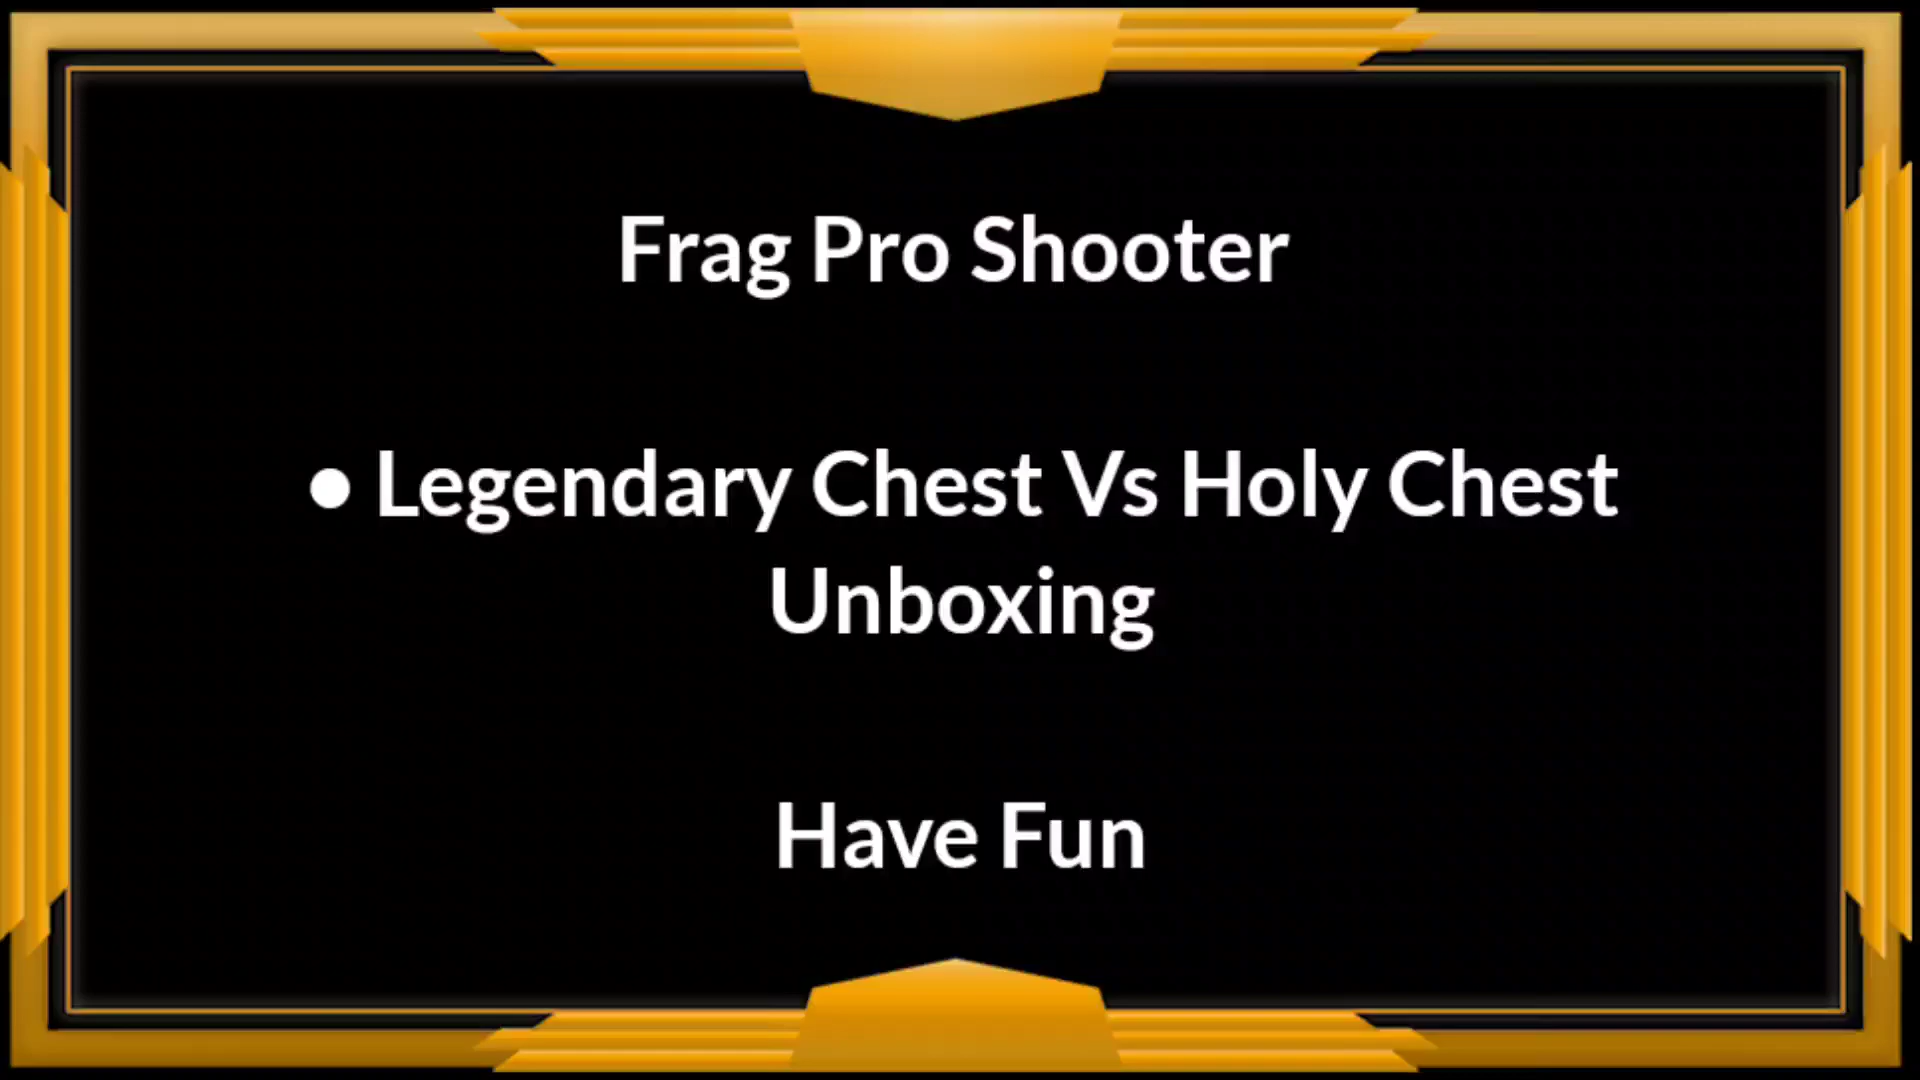 Frag Pro Shooter
● Legendary Chest Vs Holy Chest
Unboxing
Have Fun